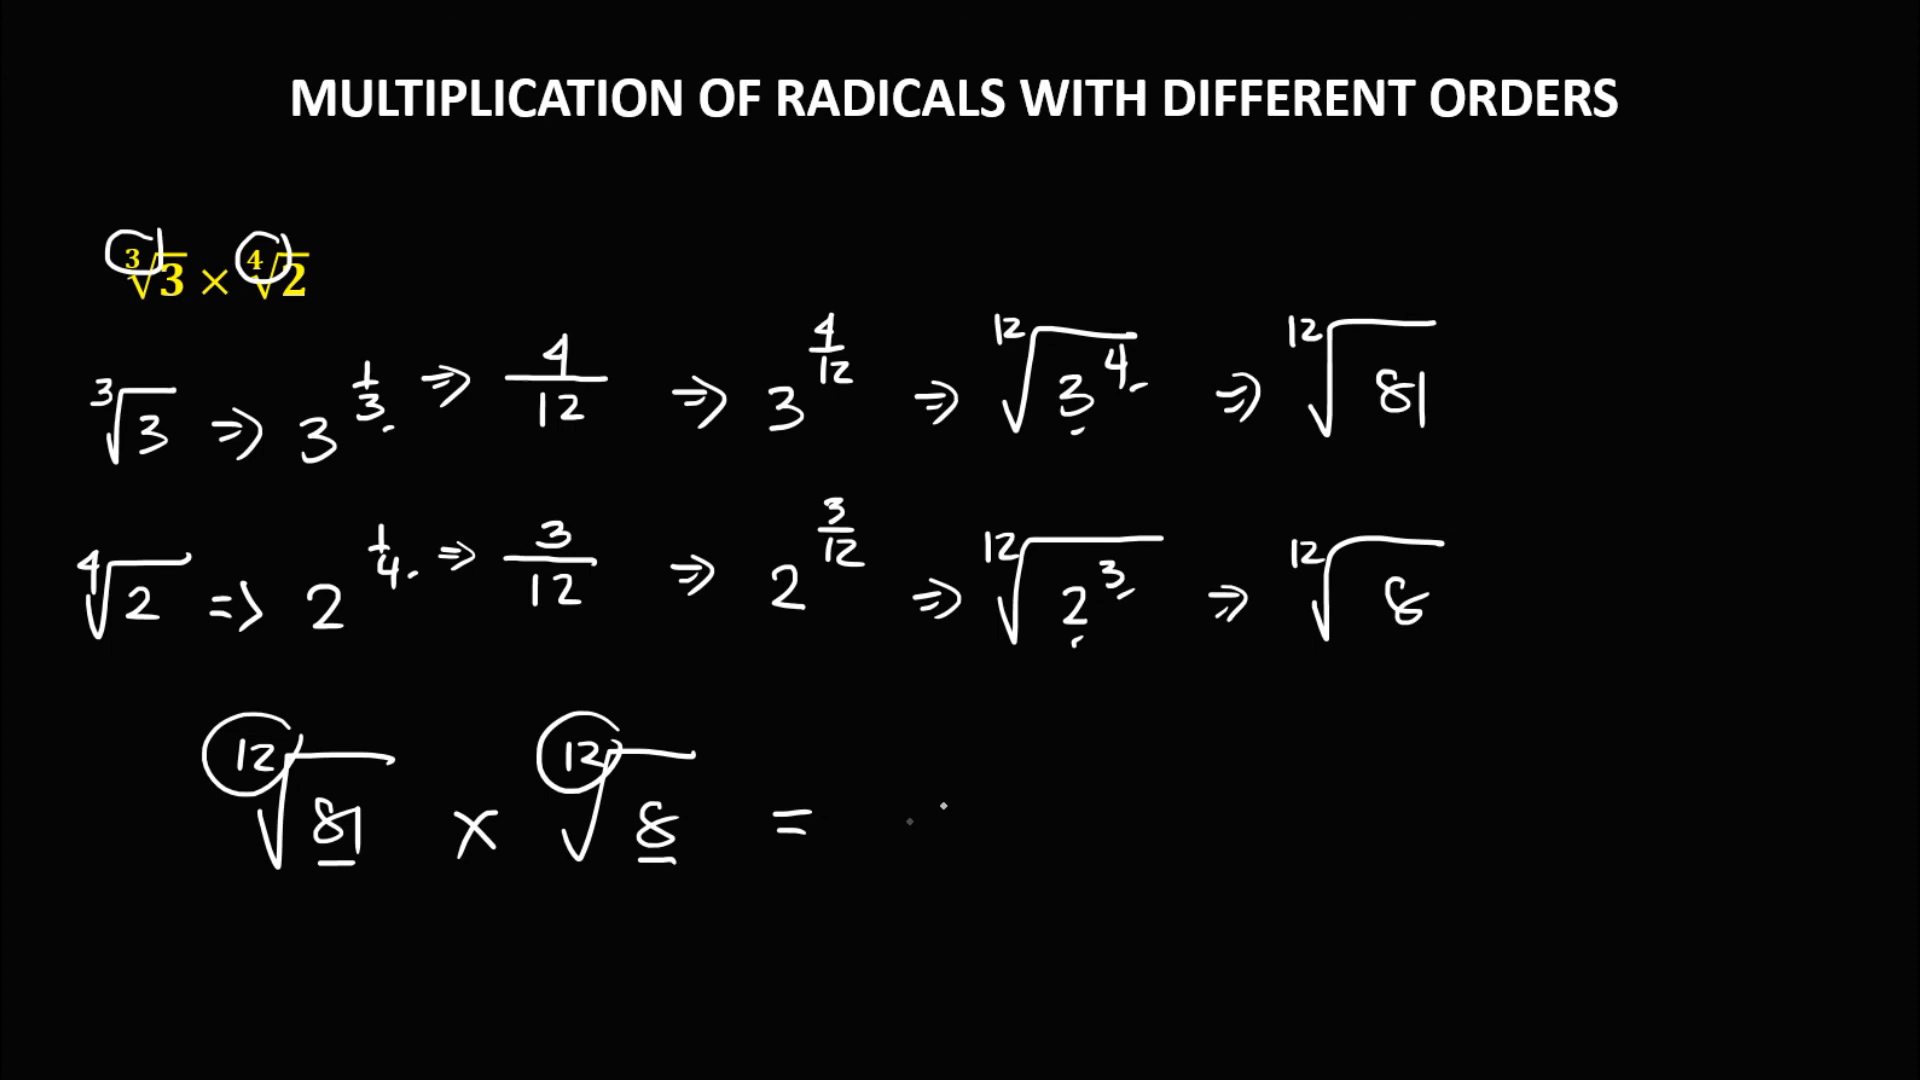 MULTIPLICATION OF RADICALS WITH DIFFERENT ORDERS
∛3 × ∜2
∛3 ⇒ 3^(1/3) ⇒ 4/12 ⇒ 3^(4/12) ⇒ ¹²√(3⁴) ⇒ ¹²√81
∜2 ⇒ 2^(1/4) ⇒ 3/12 ⇒ 2^(3/12) ⇒ ¹²√(2³) ⇒ ¹²√8
¹²√81 × ¹²√8 =